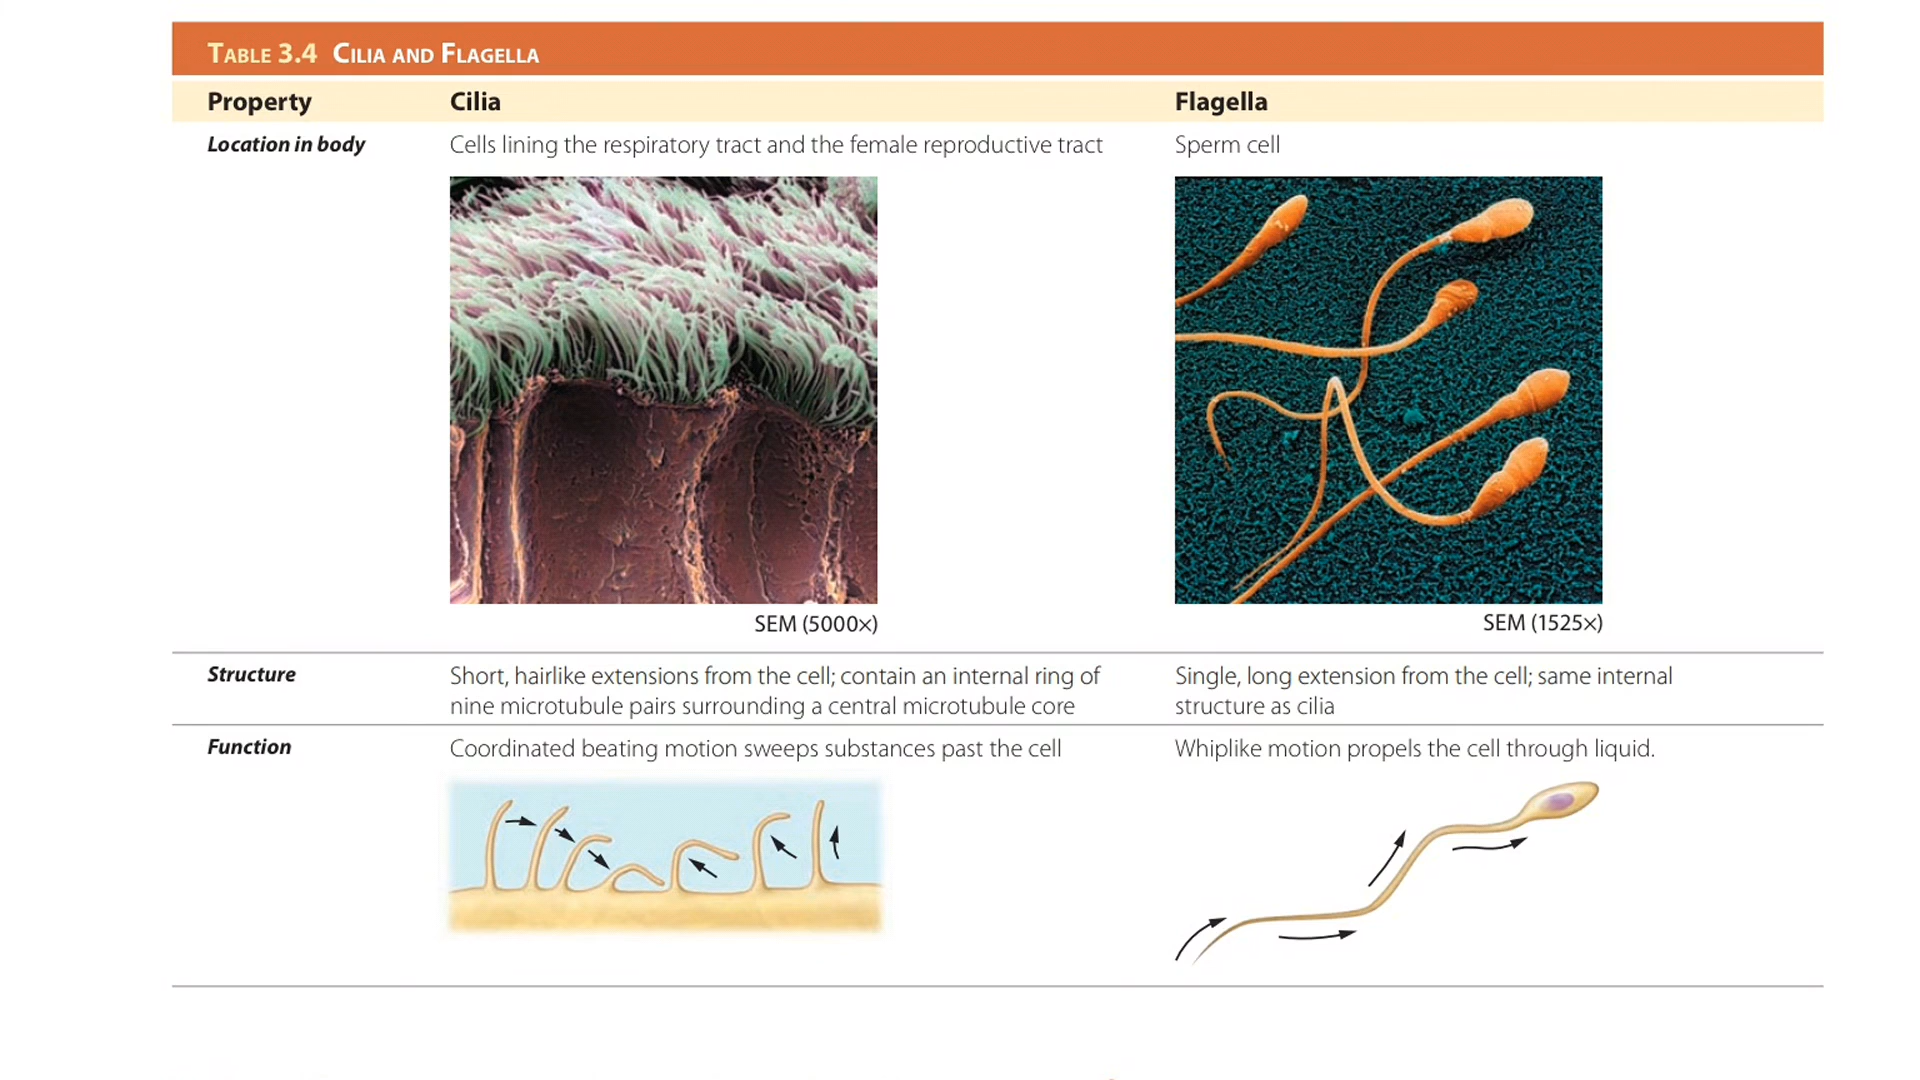 TABLE 3.4 CILIA AND FLAGELLA
Property Cilia Flagella
Location in body Cells lining the respiratory tract and the female reproductive tract Sperm cell
SEM (5000×) SEM (1525×)
Structure Short, hairlike extensions from the cell; contain an internal ring of Single, long extension from the cell; same internal
nine microtubule pairs surrounding a central microtubule core structure as cilia
Function Coordinated beating motion sweeps substances past the cell Whiplike motion propels the cell through liquid.